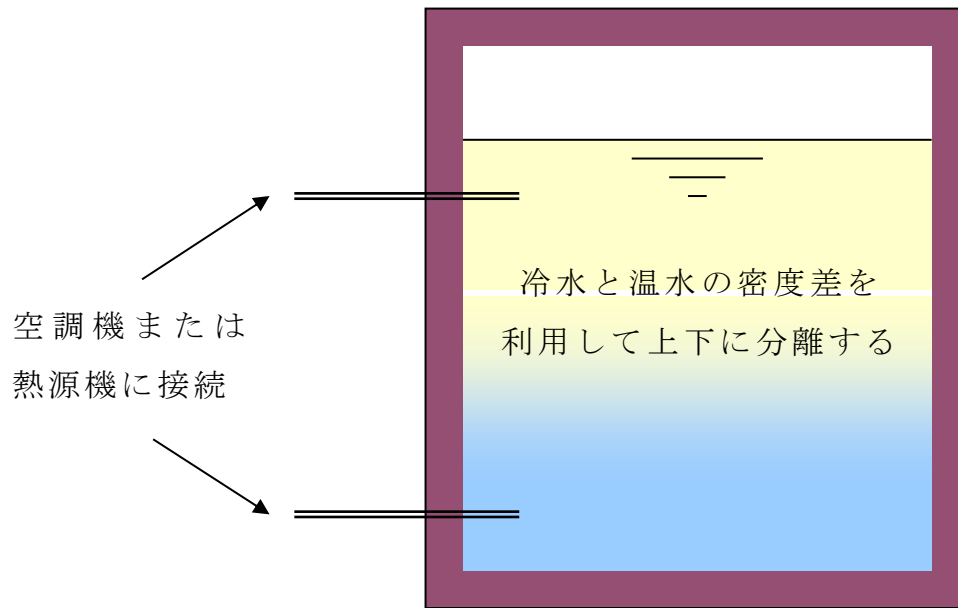 冷水と温水の密度差を
利用して上下に分離する
空調機または
熱源機に接続